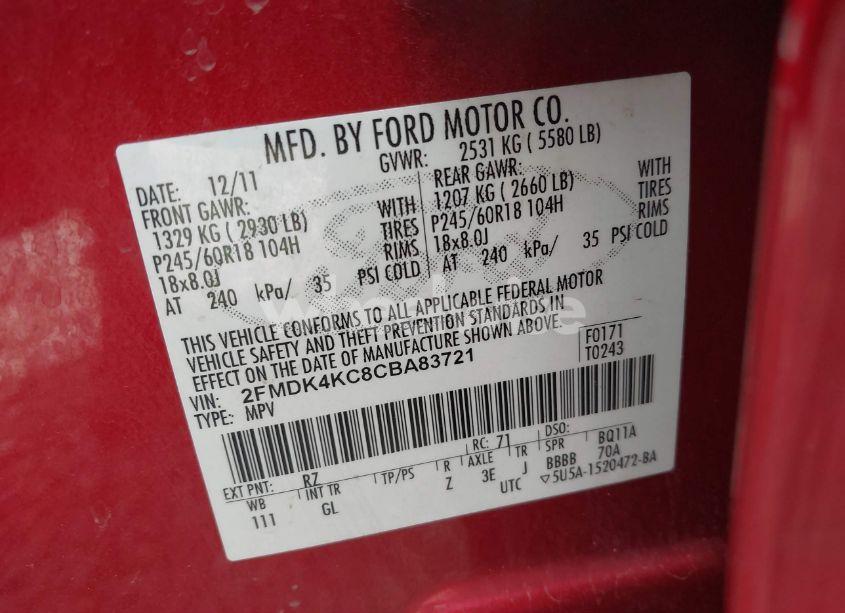 MFD. BY FORD MOTOR CO.
DATE: 12/11 GVWR: 2531 KG ( 5580 LB)
FRONT GAWR: REAR GAWR: WITH
1329 KG ( 2930 LB) WITH 1207 KG ( 2660 LB) TIRES
P245/60R18 104H TIRES P245/60R18 104H RIMS
18x8.0J RIMS 18x8.0J
AT 240 kPa/ 35 PSI COLD AT 240 kPa/ 35 PSI COLD
THIS VEHICLE CONFORMS TO ALL APPLICABLE FEDERAL MOTOR
VEHICLE SAFETY AND THEFT PREVENTION STANDARDS IN
EFFECT ON THE DATE OF MANUFACTURE SHOWN ABOVE.
VIN: 2FMDK4KC8CBA83721 F0171
TYPE: MPV T0243
RC: 71 DSO:
EXT PNT: RZ R AXLE TR SPR BQ11A
WB INT TR TP/PS Z 3E J BBBB 70A
111 GL UTC ▽5U5A-1520472-BA